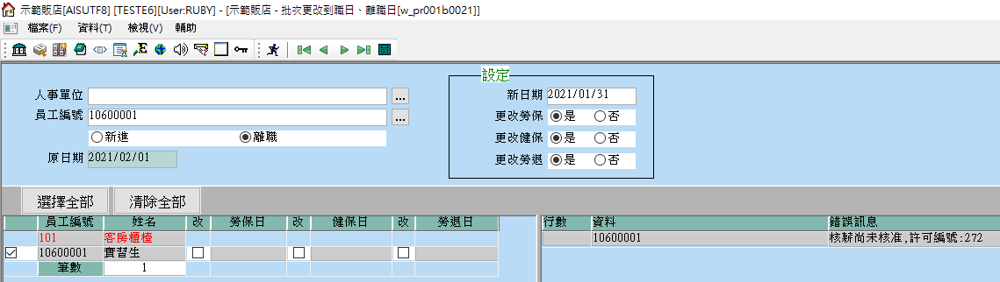 示範販店[AISUTF8] [TESTE6][User:RUBY] - [示範販店 - 批次更改到職日、離職日[w_pr001b0021]]
檔案(F) 資料(T) 檢視(V) 輔助
設定
人事單位 ...
員工編號 10600001 ...
新進 離職
原日期 2021/02/01
新日期 2021/01/31
更改勞保 是 否
更改健保 是 否
更改勞退 是 否
選擇全部 清除全部
員工編號 姓名 改 勞保日 改 健保日 改 勞退日
101 客房櫃檯
10600001 實習生
筆數 1
行數 資料 錯誤訊息
10600001 核薪尚未核准,許可編號:272